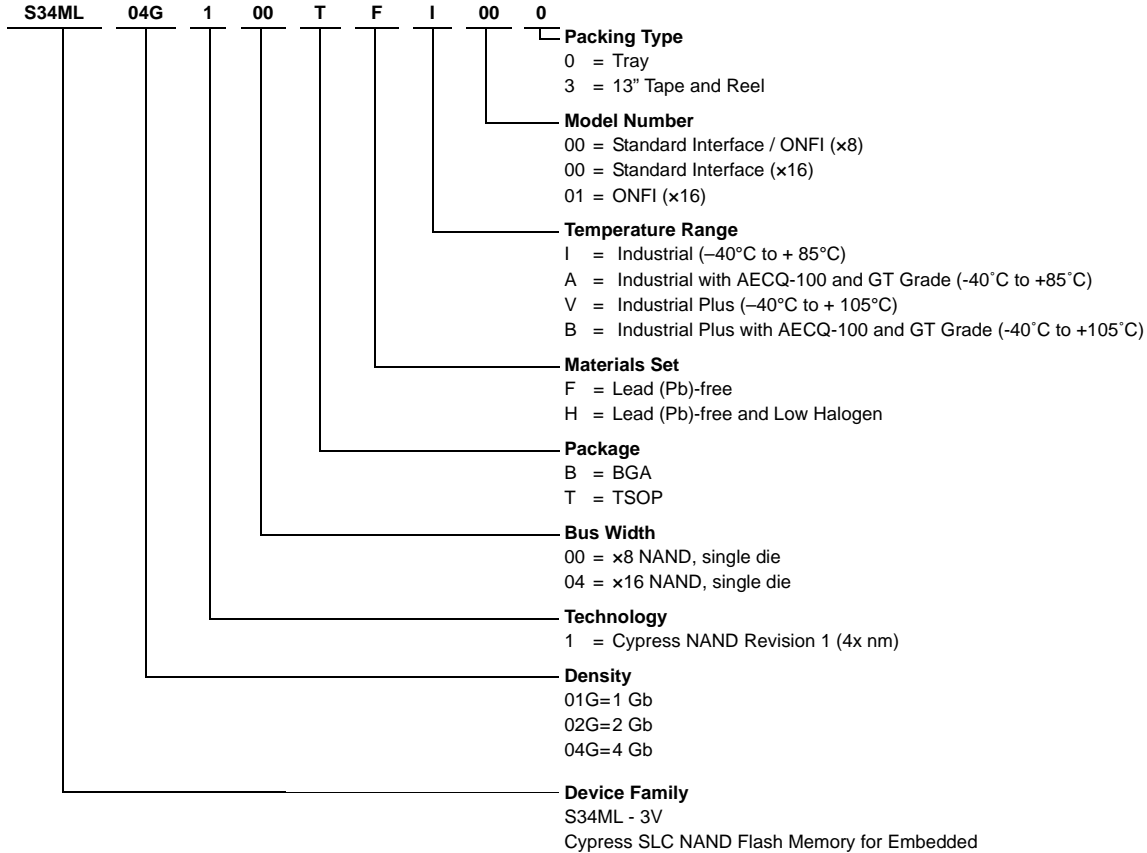 S34ML 04G 1 00 T F I 00 0
Packing Type
0 = Tray
3 = 13” Tape and Reel
Model Number
00 = Standard Interface / ONFI (×8)
00 = Standard Interface (×16)
01 = ONFI (×16)
Temperature Range
I = Industrial (–40°C to + 85°C)
A = Industrial with AECQ-100 and GT Grade (-40˚C to +85˚C)
V = Industrial Plus (–40°C to + 105°C)
B = Industrial Plus with AECQ-100 and GT Grade (-40˚C to +105˚C)
Materials Set
F = Lead (Pb)-free
H = Lead (Pb)-free and Low Halogen
Package
B = BGA
T = TSOP
Bus Width
00 = ×8 NAND, single die
04 = ×16 NAND, single die
Technology
1 = Cypress NAND Revision 1 (4x nm)
Density
01G=1 Gb
02G=2 Gb
04G=4 Gb
Device Family
S34ML - 3V
Cypress SLC NAND Flash Memory for Embedded